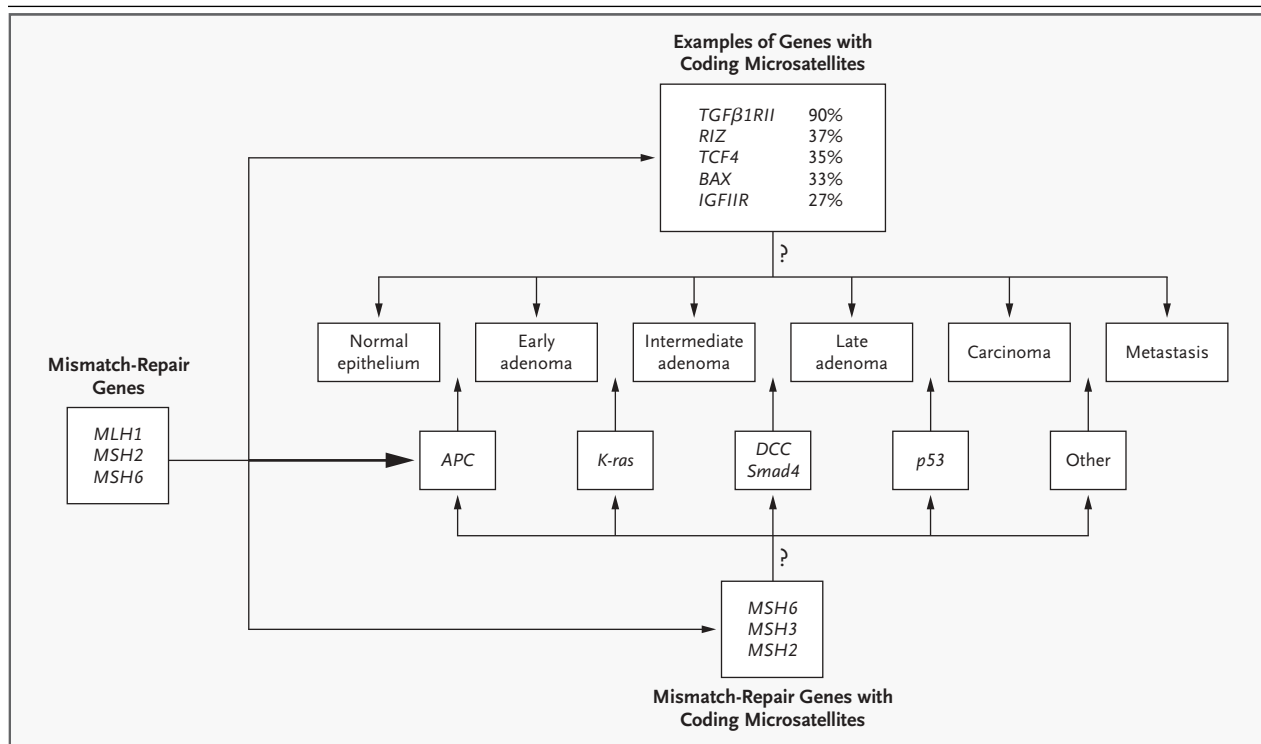 Examples of Genes with
Coding Microsatellites
TGFβ1RII 90%
RIZ 37%
TCF4 35%
BAX 33%
IGFIIR 27%
?
Normal
epithelium
Early
adenoma
Intermediate
adenoma
Late
adenoma
Carcinoma
Metastasis
Mismatch-Repair
Genes
MLH1
MSH2
MSH6
APC
K-ras
DCC
Smad4
p53
Other
?
MSH6
MSH3
MSH2
Mismatch-Repair Genes with
Coding Microsatellites